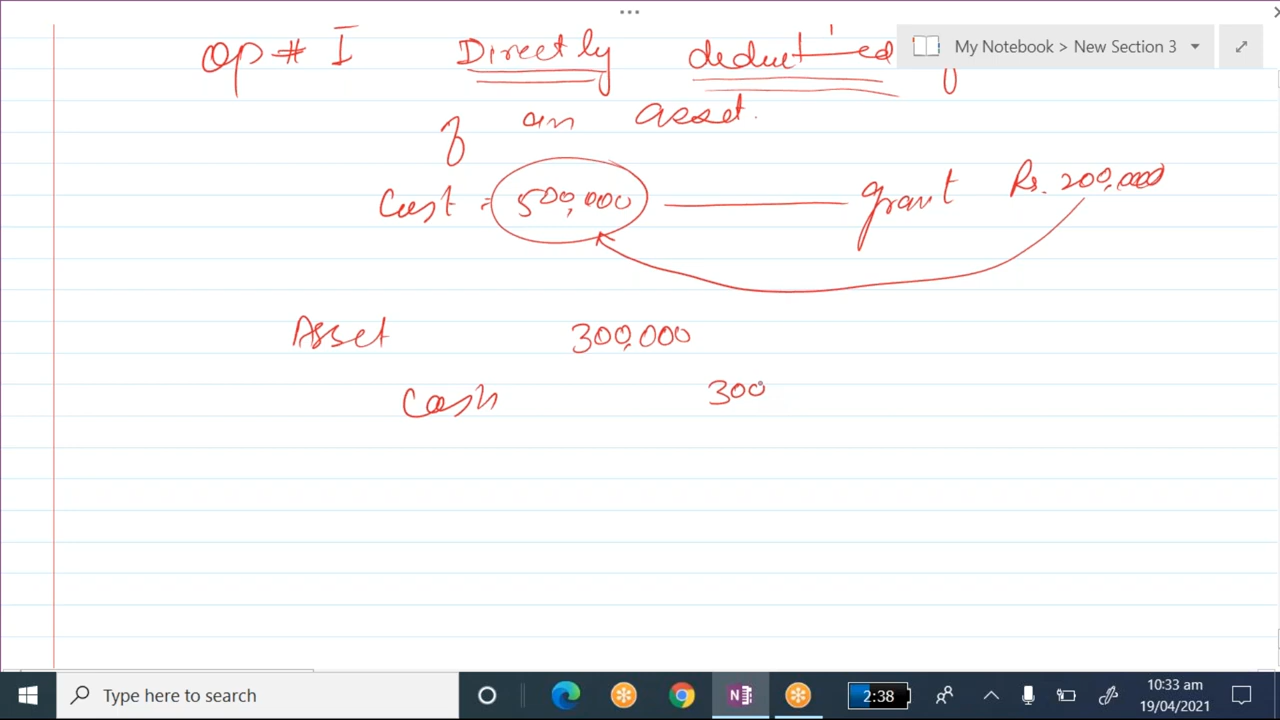 My Notebook > New Section 3
Op # I Directly deduct
of an asset.
Cost = 500,000 grant Rs. 200,000
Asset 300,000
Cash 300
Type here to search
2:38
10:33 am
19/04/2021